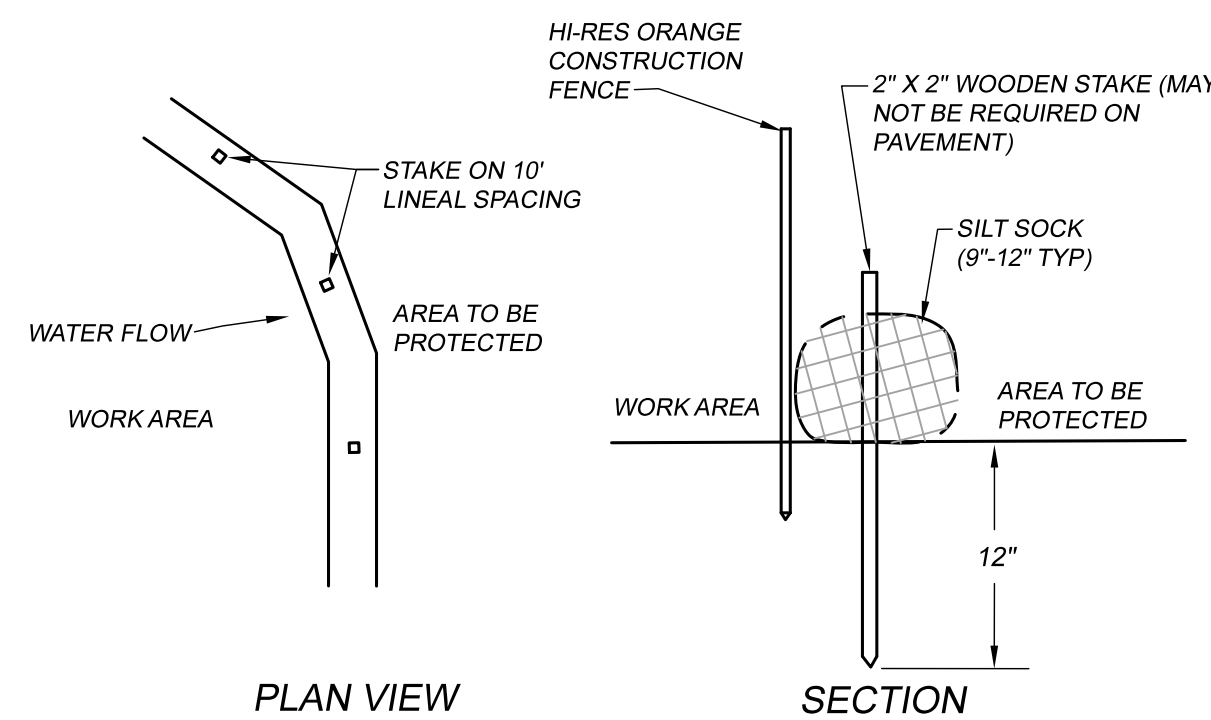 HI-RES ORANGE
CONSTRUCTION
FENCE
2" X 2" WOODEN STAKE (MAY
NOT BE REQUIRED ON
PAVEMENT)
STAKE ON 10'
LINEAL SPACING
SILT SOCK
(9"-12" TYP)
WATER FLOW
AREA TO BE
PROTECTED
WORK AREA
WORK AREA
AREA TO BE
PROTECTED
12"
PLAN VIEW
SECTION